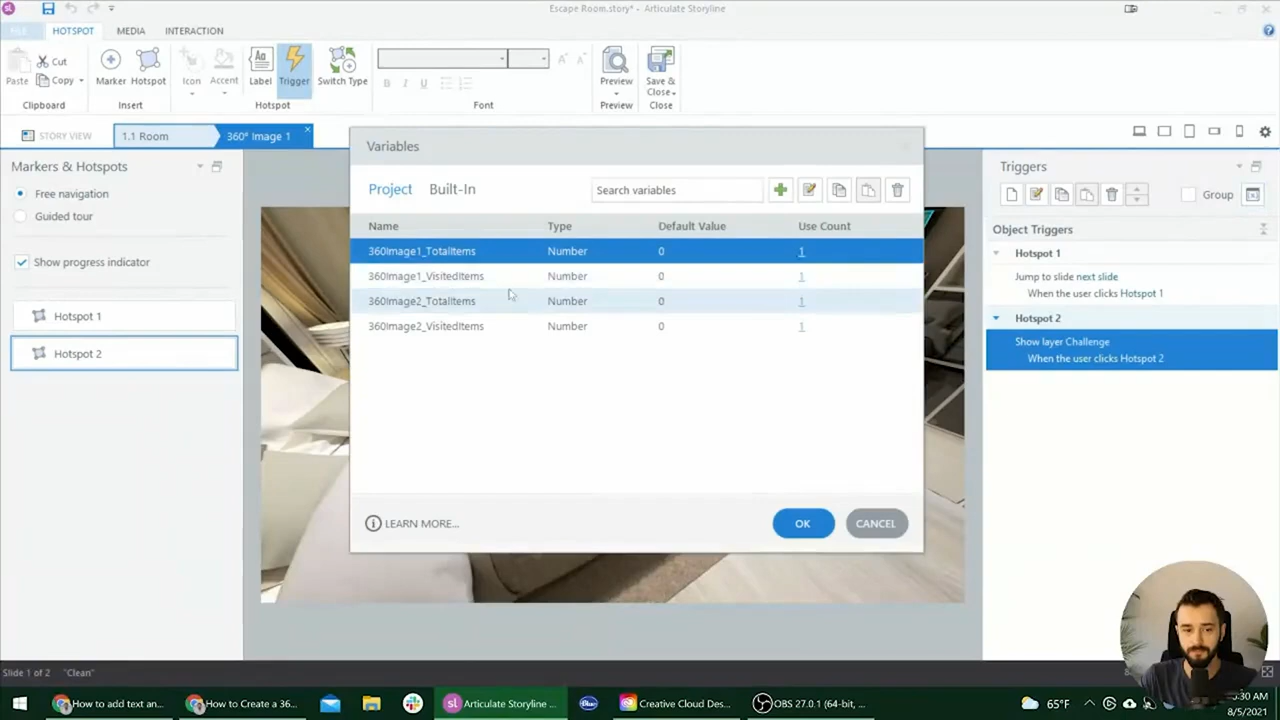 Escape Room.story* - Articulate Storyline
HOTSPOT MEDIA INTERACTION
Cut
Copy
Paste
Marker Hotspot
Icon Accent Label Trigger Switch Type
Preview
Save & Close
Clipboard Insert Hotspot Font Preview Close
B I U
STORY VIEW 1.1 Room 360° Image 1
Markers & Hotspots
Free navigation
Guided tour
Show progress indicator
Hotspot 1
Hotspot 2
Variables
Project Built-In Search variables
Name Type Default Value Use Count
360Image1_TotalItems Number 0 1
360Image1_VisitedItems Number 0 1
360Image2_TotalItems Number 0 1
360Image2_VisitedItems Number 0 1
LEARN MORE... OK CANCEL
Triggers
Group
Object Triggers
Hotspot 1
Jump to slide next slide
When the user clicks Hotspot 1
Hotspot 2
Show layer Challenge
When the user clicks Hotspot 2
Slide 1 of 2 "Clean"
How to add text an... How to Create a 36... Articulate Storyline ... Creative Cloud Des... OBS 27.0.1 (64-bit, ... 65°F
:30 AM
8/5/2021